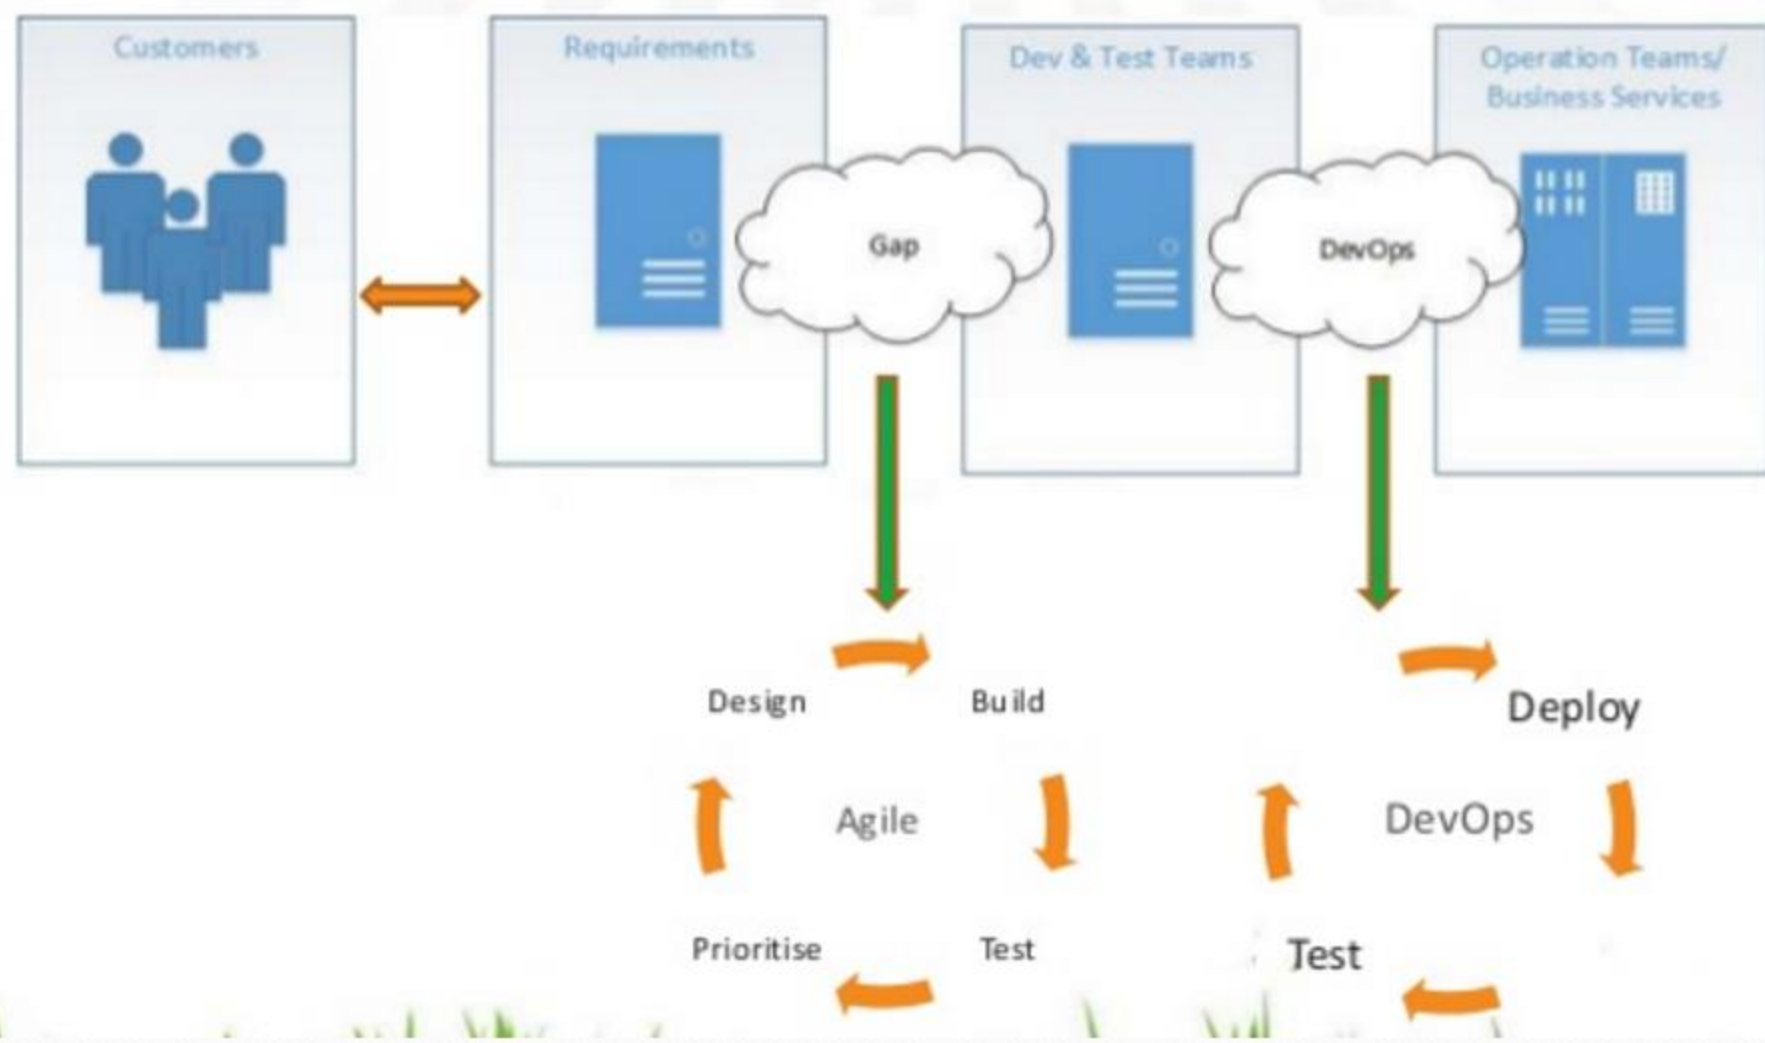 Customers
Requirements
Dev & Test Teams
Operation Teams/
Business Services
Gap
DevOps
Design
Build
Deploy
Agile
DevOps
Prioritise
Test
Test